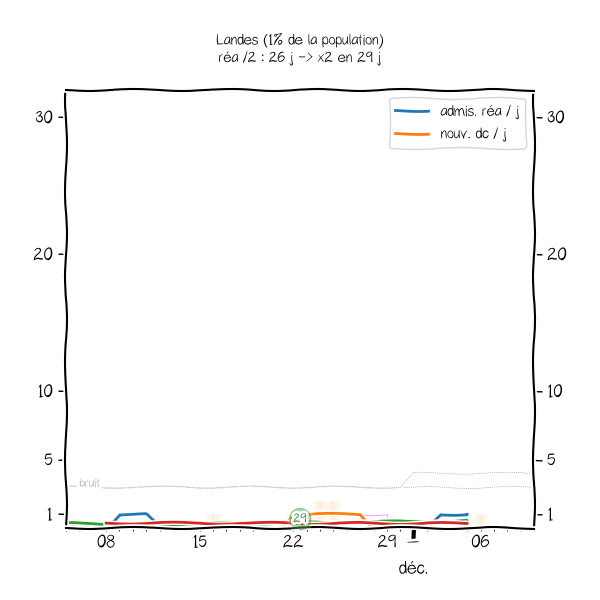 Landes (1% de la population)
réa /2 : 26 j -> x2 en 29 j
admis. réa / j
nouv. dc / j
30
30
20
20
10
10
5
5
bruit
1
29
1
08
15
22
29
06
déc.